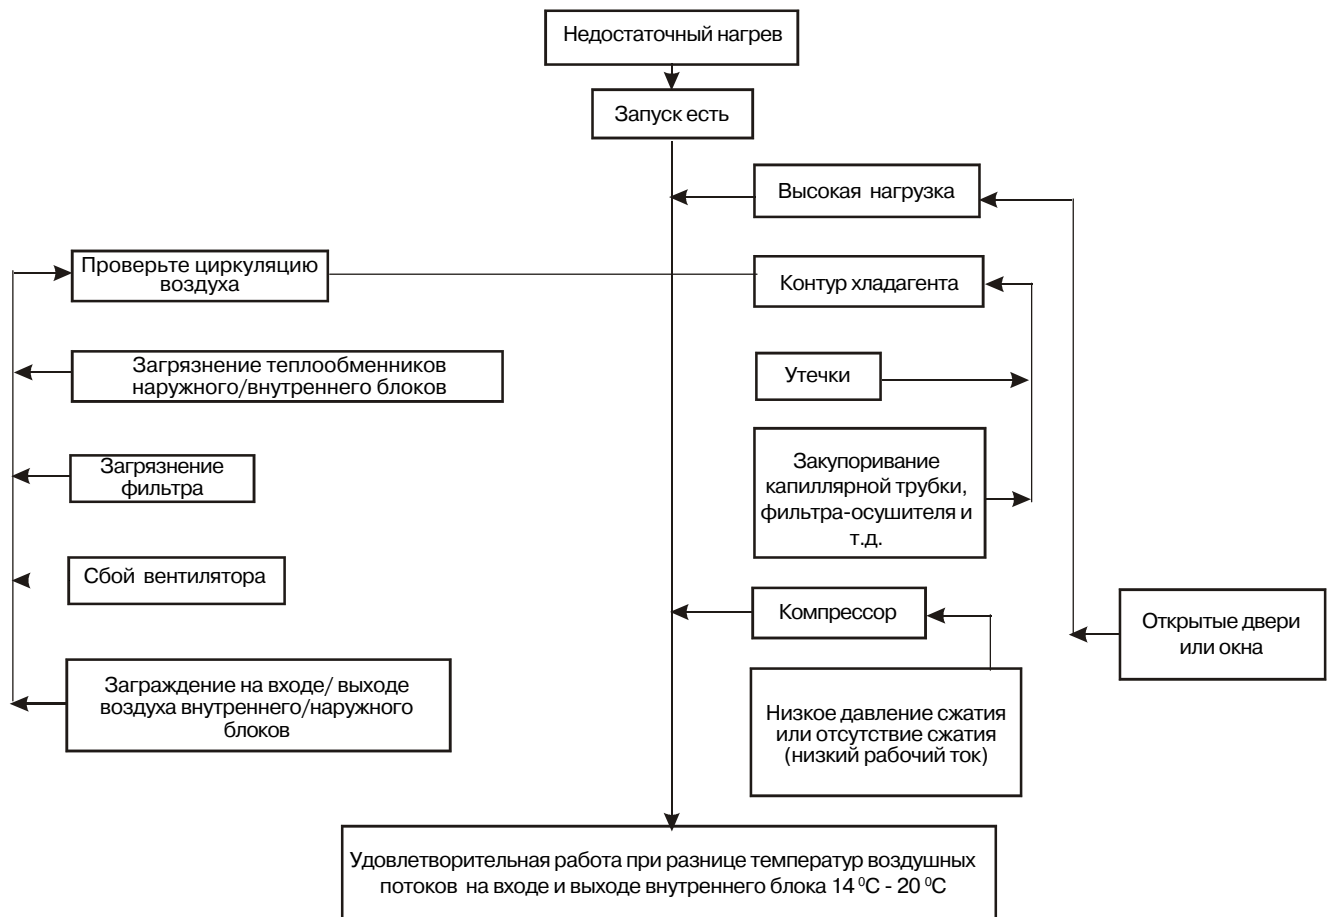 Недостаточный нагрев
Запуск есть
Высокая нагрузка
Проверьте циркуляцию
воздуха
Контур хладагента
Загрязнение теплообменников
наружного/внутреннего блоков
Утечки
Загрязнение
фильтра
Закупоривание
капиллярной трубки,
фильтра-осушителя и
т.д.
Сбой вентилятора
Компрессор
Открытые двери
или окна
Заграждение на входе/ выходе
воздуха внутреннего/наружного
блоков
Низкое давление сжатия
или отсутствие сжатия
(низкий рабочий ток)
Удовлетворительная работа при разнице температур воздушных
потоков на входе и выходе внутреннего блока 14 ⁰С - 20 ⁰С